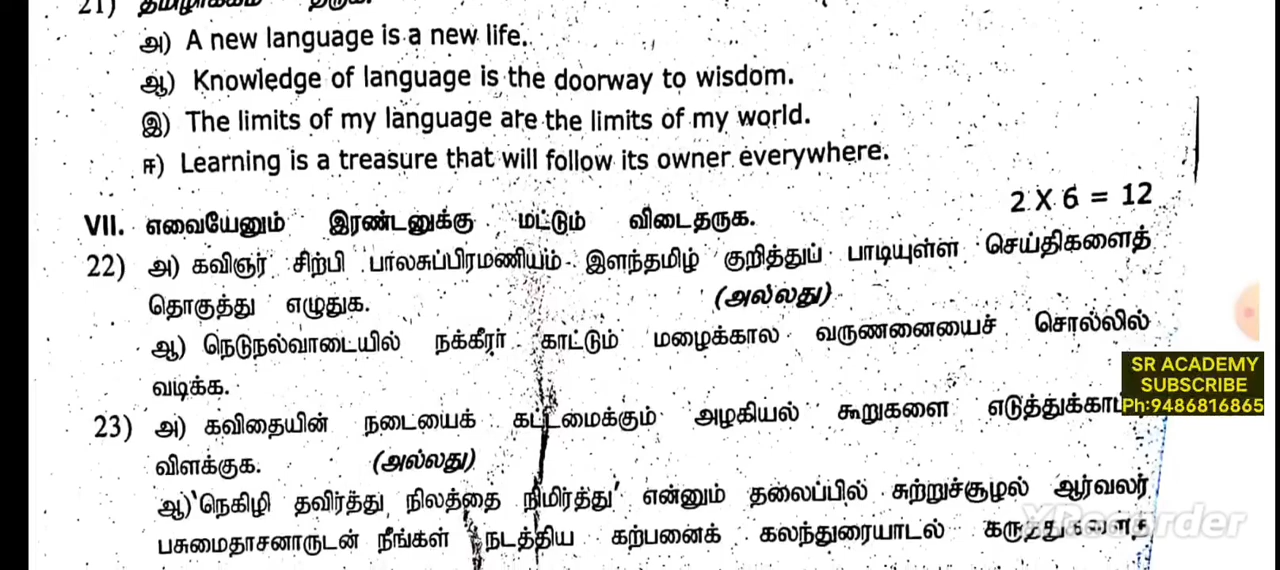 21) தமிழாக்கம் தருக.
அ) A new language is a new life.
ஆ) Knowledge of language is the doorway to wisdom.
இ) The limits of my language are the limits of my world.
ஈ) Learning is a treasure that will follow its owner everywhere.
VII. எவையேனும் இரண்டனுக்கு மட்டும் விடைதருக. 2 X 6 = 12
22) அ) கவிஞர் சிற்பி பாலசுப்பிரமணியம் இளந்தமிழ் குறித்துப் பாடியுள்ள செய்திகளைத்
தொகுத்து எழுதுக. (அல்லது)
ஆ) நெடுநல்வாடையில் நக்கீரர் காட்டும் மழைக்கால வருணனையைச் சொல்லில்
வடிக்க.
SR ACADEMY
SUBSCRIBE
Ph:9486816865
23) அ) கவிதையின் நடையைக் கட்டமைக்கும் அழகியல் கூறுகளை
விளக்குக. (அல்லது)
ஆ) 'நெகிழி தவிர்த்து நிலத்தை நிமிர்த்து' என்னும் தலைப்பில் சுற்றுச்சூழல் ஆர்வலர்
பசுமைதாசனாருடன் நீங்கள் நடத்திய கற்பனைக் கலந்துரையாடல் கருத்துகளைத்
XRecorder